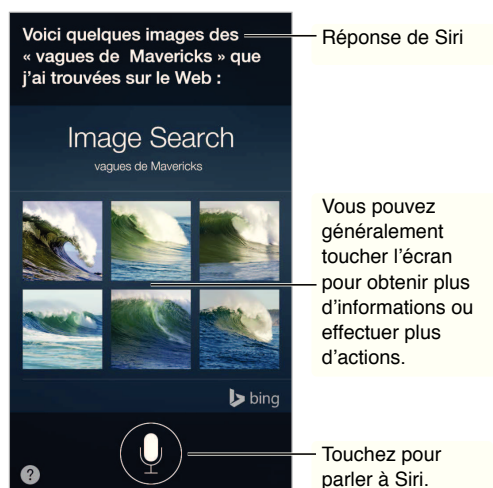 Voici quelques images des
« vagues de Mavericks » que
j'ai trouvées sur le Web :
Réponse de Siri
Image Search
vagues de Mavericks
Vous pouvez
généralement
toucher l'écran
pour obtenir plus
d'informations ou
effectuer plus
d'actions.
bing
?
Touchez pour
parler à Siri.